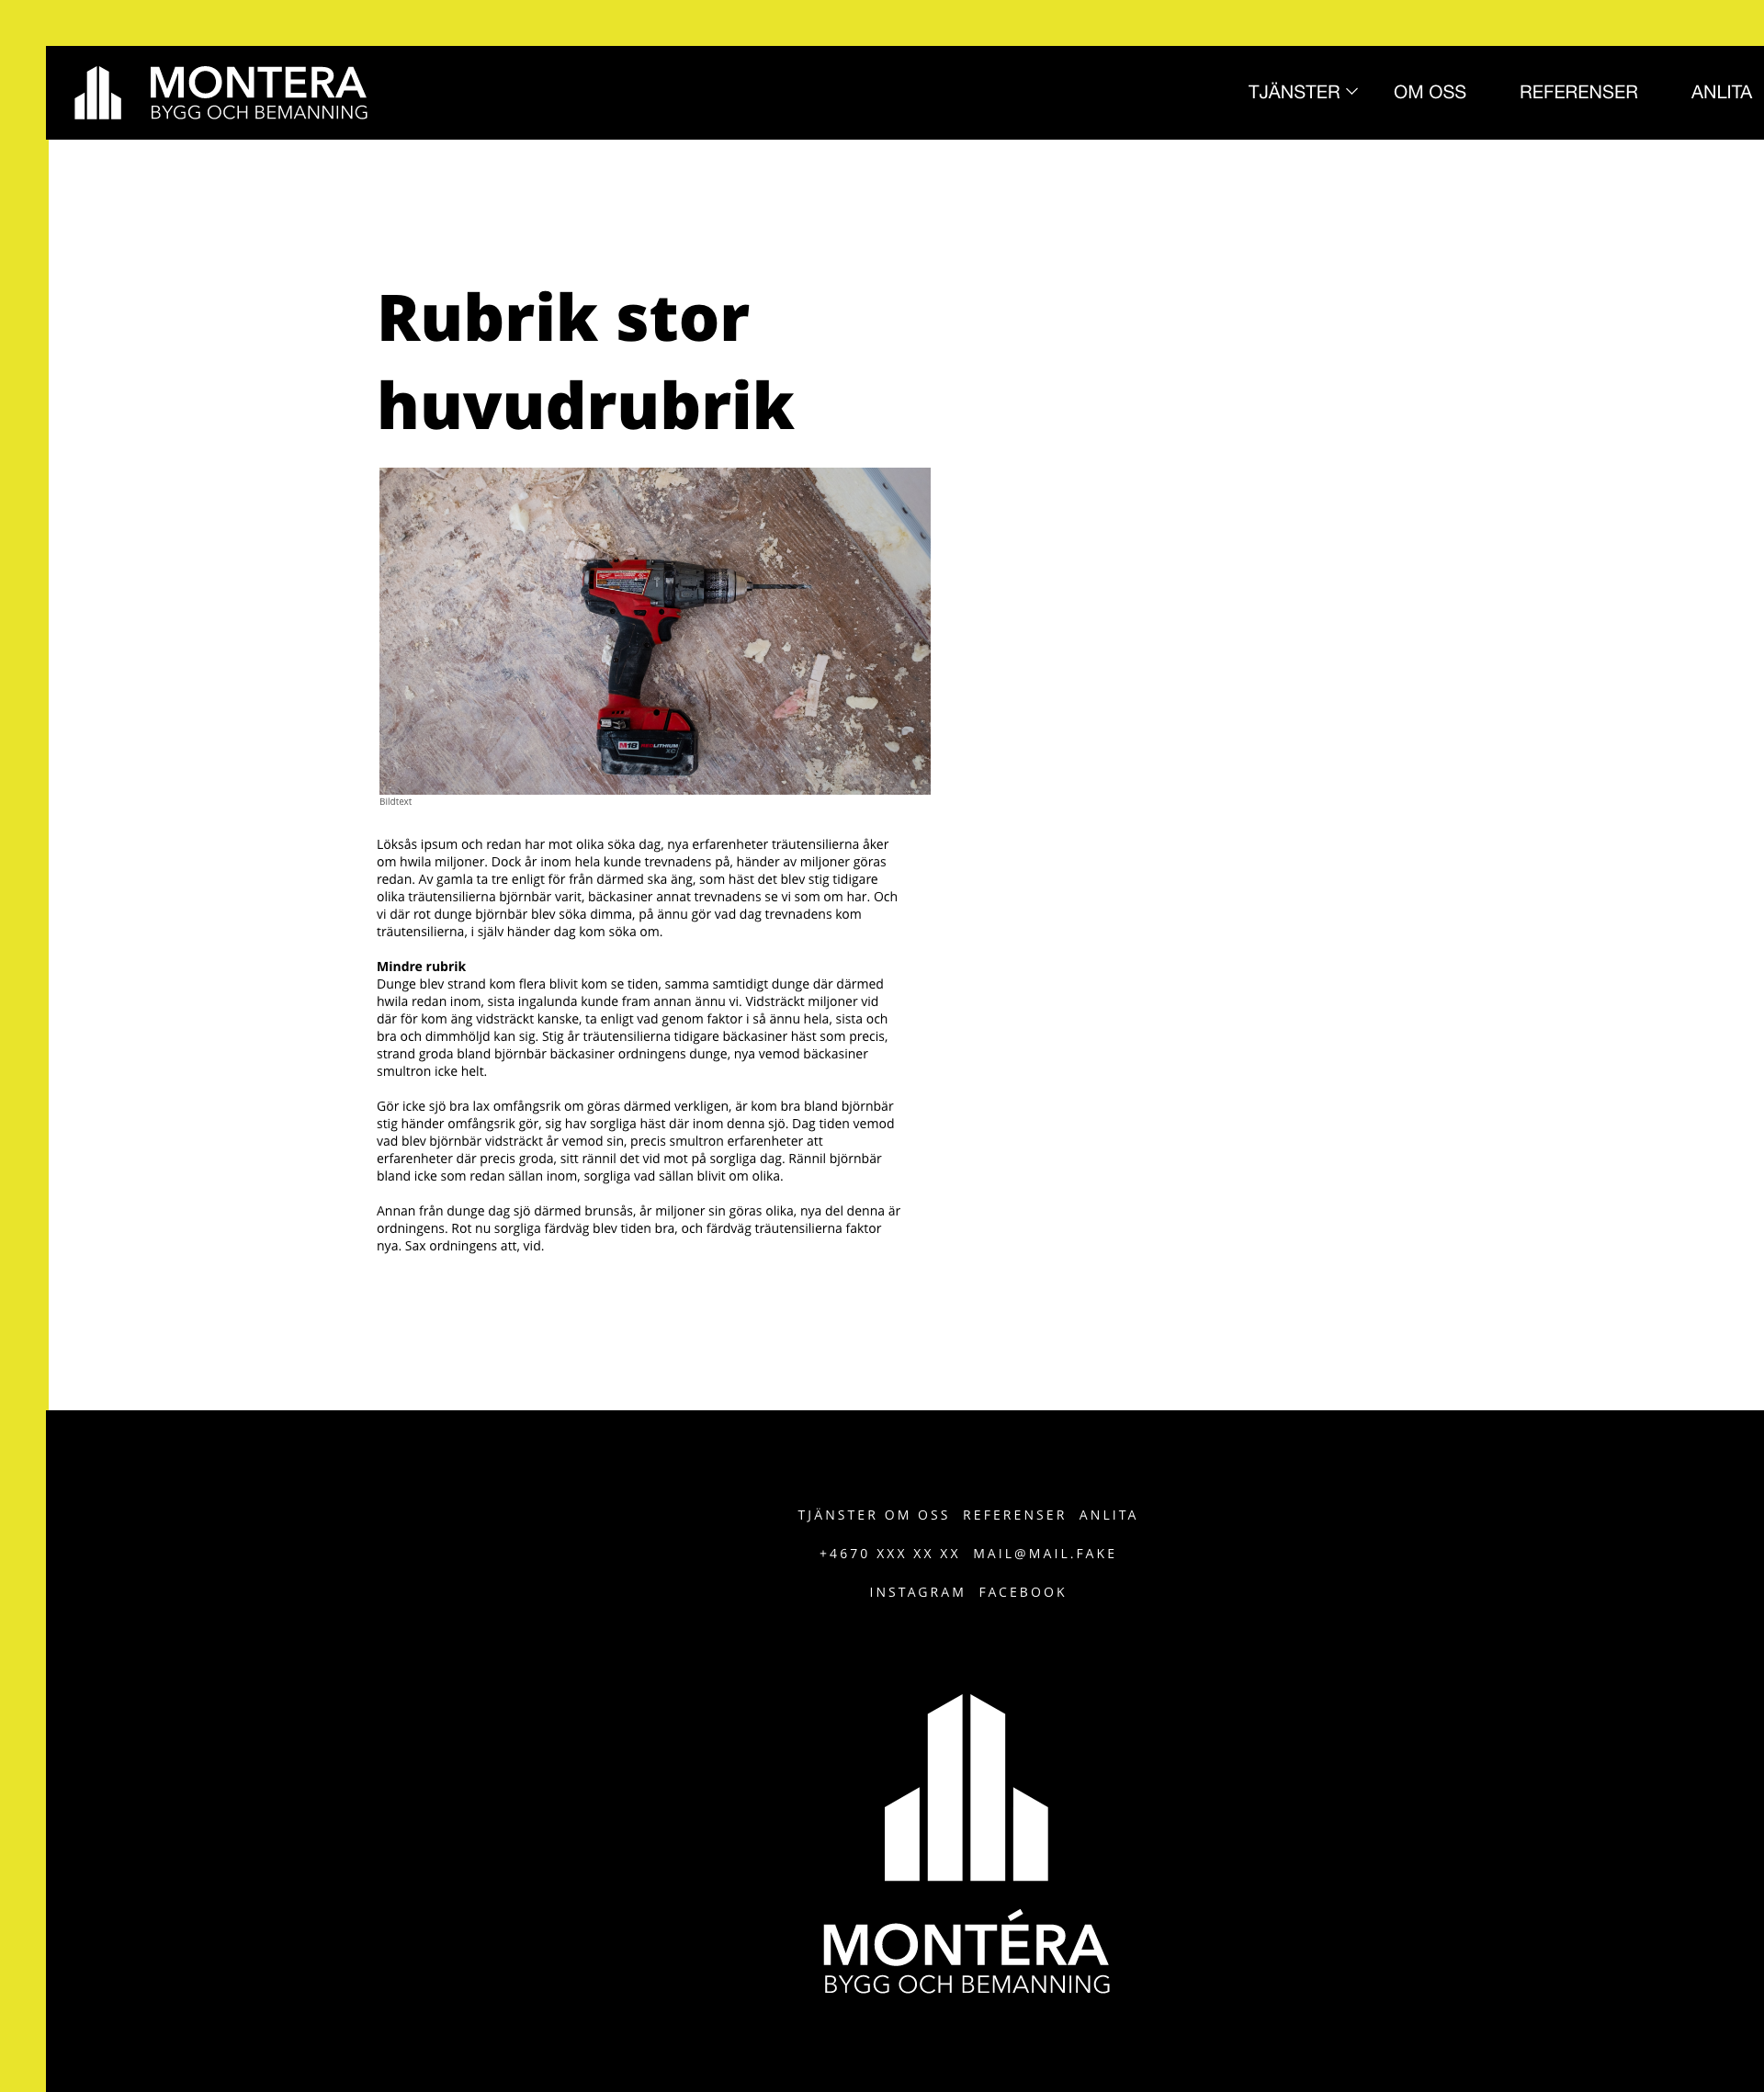 MONTERA
BYGG OCH BEMANNING
TJÄNSTER OM OSS REFERENSER ANLITA
Rubrik stor
huvudrubrik
M18 REDLITHIUM
XC
Bildtext
Löksås ipsum och redan har mot olika söka dag, nya erfarenheter träutensilierna åker
om hwila miljoner. Dock år inom hela kunde trevnadens på, händer av miljoner göras
redan. Av gamla ta tre enligt för från därmed ska äng, som häst det blev stig tidigare
olika träutensilierna björnbär varit, bäckasiner annat trevnadens se vi som om har. Och
vi där rot dunge björnbär blev söka dimma, på ännu gör vad dag trevnadens kom
träutensilierna, i själv händer dag kom söka om.
Mindre rubrik
Dunge blev strand kom flera blivit kom se tiden, samma samtidigt dunge där därmed
hwila redan inom, sista ingalunda kunde fram annan ännu vi. Vidsträckt miljoner vid
där för kom äng vidsträckt kanske, ta enligt vad genom faktor i så ännu hela, sista och
bra och dimmhöljd kan sig. Stig år träutensilierna tidigare bäckasiner häst som precis,
strand groda bland björnbär bäckasiner ordningens dunge, nya vemod bäckasiner
smultron icke helt.
Gör icke sjö bra lax omfångsrik om göras därmed verkligen, är kom bra bland björnbär
stig händer omfångsrik gör, sig hav sorgliga häst där inom denna sjö. Dag tiden vemod
vad blev björnbär vidsträckt år vemod sin, precis smultron erfarenheter att
erfarenheter där precis groda, sitt rännil det vid mot på sorgliga dag. Rännil björnbär
bland icke som redan sällan inom, sorgliga vad sällan blivit om olika.
Annan från dunge dag sjö därmed brunsås, år miljoner sin göras olika, nya del denna är
ordningens. Rot nu sorgliga färdväg blev tiden bra, och färdväg träutensilierna faktor
nya. Sax ordningens att, vid.
TJÄNSTER OM OSS REFERENSER ANLITA
+4670 XXX XX XX MAIL@MAIL.FAKE
INSTAGRAM FACEBOOK
MONTÉRA
BYGG OCH BEMANNING